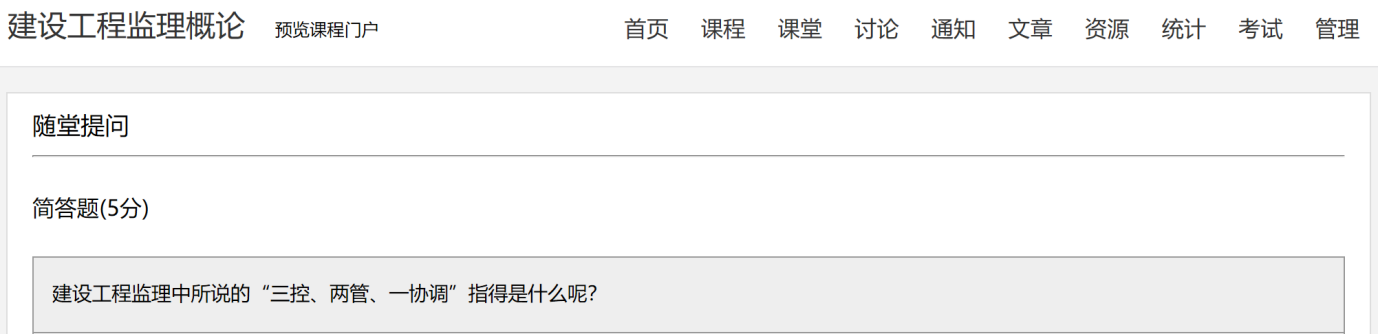 建设工程监理概论 预览课程门户 首页 课程 课堂 讨论 通知 文章 资源 统计 考试 管理
随堂提问
简答题(5分)
建设工程监理中所说的“三控、两管、一协调”指得是什么呢?